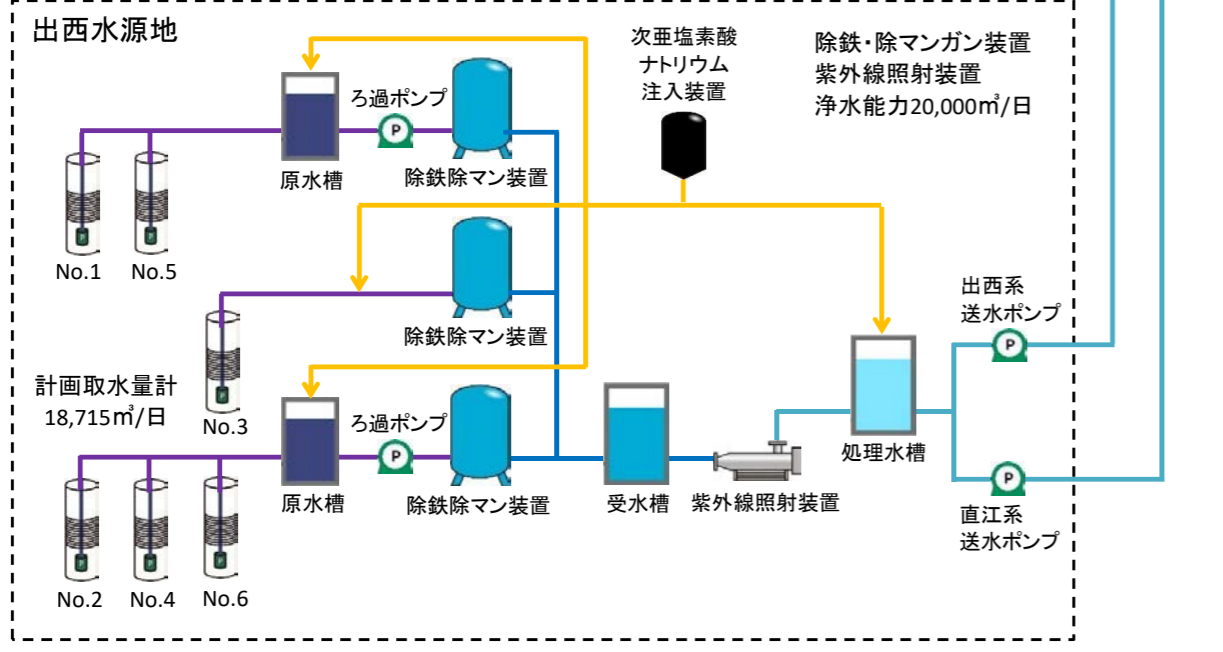 出西水源地
次亜塩素酸
ナトリウム
注入装置
除鉄・除マンガン装置
紫外線照射装置
浄水能力20,000㎥/日
ろ過ポンプ
P
原水槽
除鉄除マン装置
No.1
No.5
P
P
除鉄除マン装置
出西系
送水ポンプ
P
計画取水量計
18,715㎥/日
No.3
P
ろ過ポンプ
P
原水槽
除鉄除マン装置
受水槽
紫外線照射装置
処理水槽
P
直江系
送水ポンプ
No.2
No.4
No.6
P
P
P